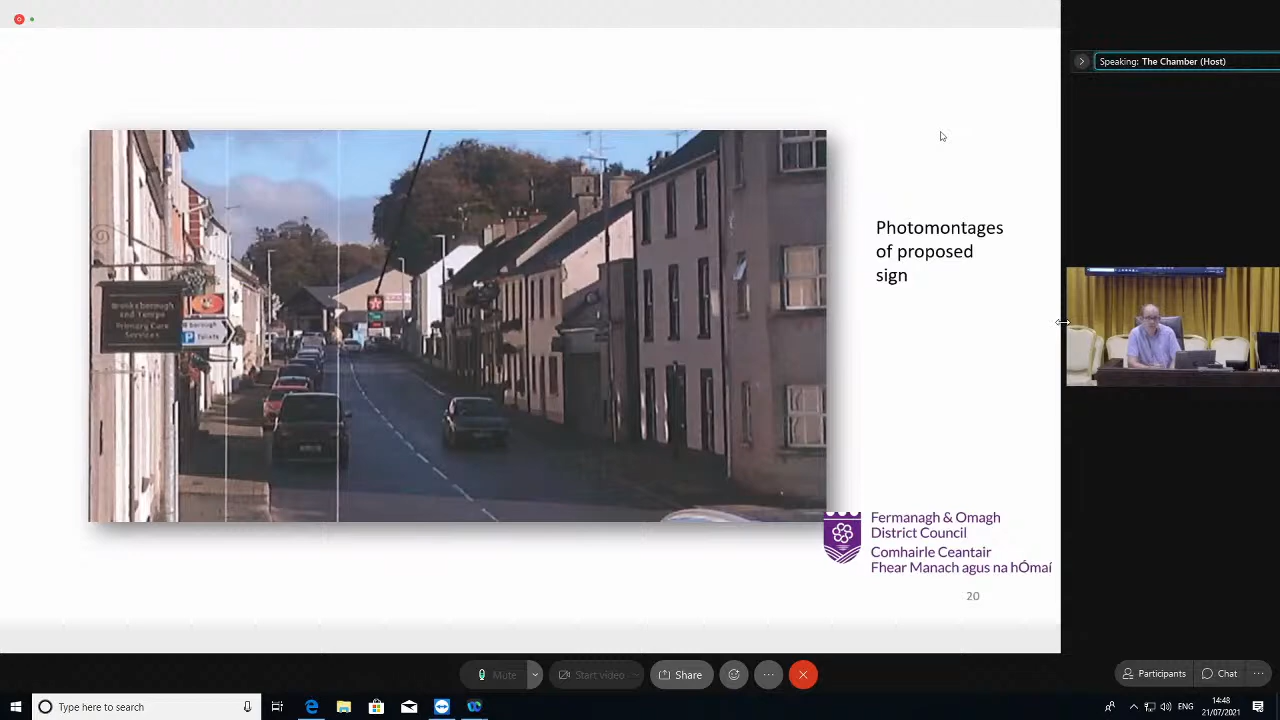 Speaking: The Chamber (Host)
Photomontages
of proposed
sign
Brookeborough
and Tempo
Primary Care
Services
borough
P Toilets
Fermanagh & Omagh
District Council
Comhairle Ceantair
Fhear Manach agus na hÓmaí
20
Mute
Start video
Share
Participants
Chat
Type here to search
ENG
14:48
21/07/2021